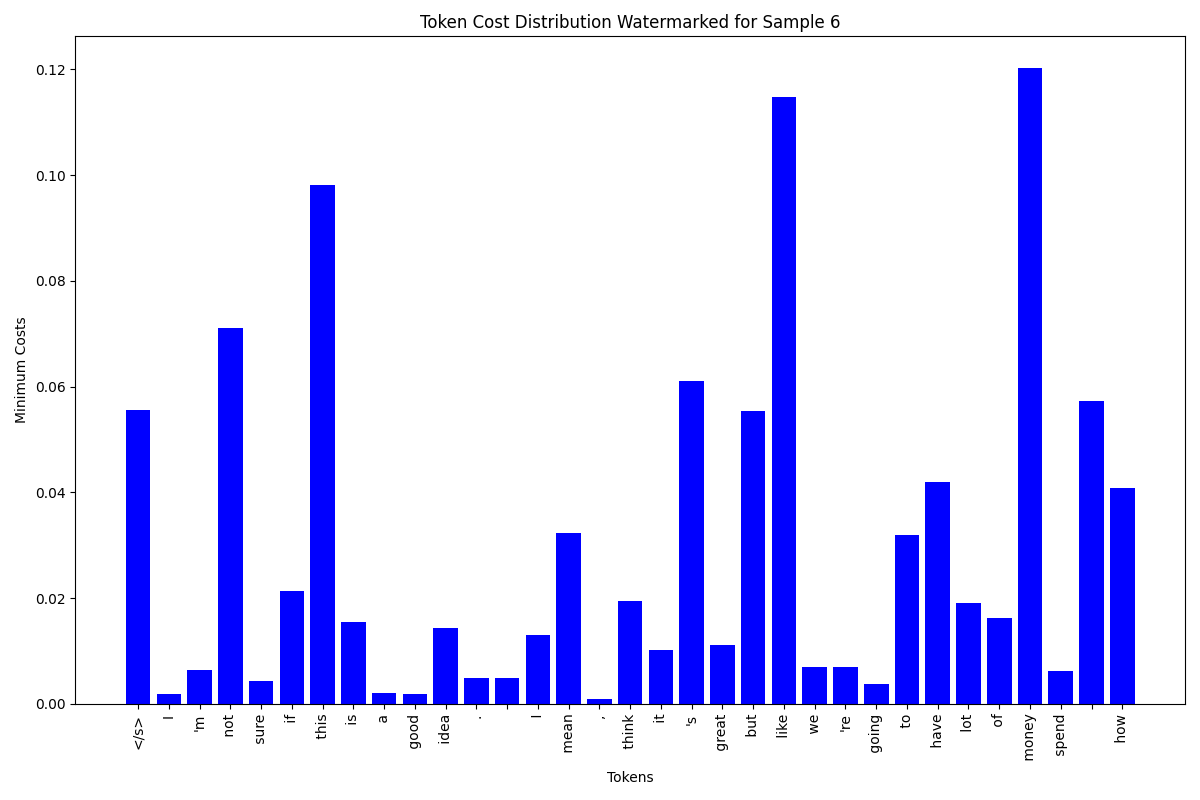 Token Cost Distribution Watermarked for Sample 6
Minimum Costs
0.12
0.10
0.08
0.06
0.04
0.02
0.00
</s>
I
'm
not
sure
if
this
is
a
good
idea
.
I
mean
,
think
it
's
great
but
like
we
're
going
to
have
lot
of
money
spend
how
Tokens